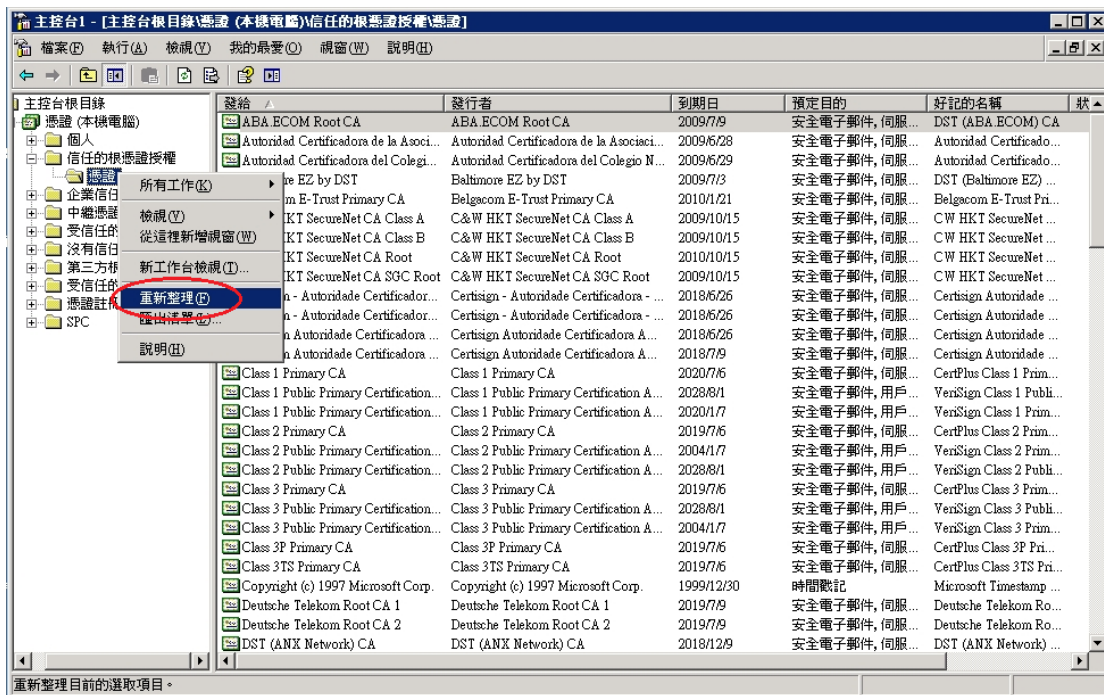 主控台1 - [主控台根目錄\憑證 (本機電腦)\信任的根憑證授權\憑證]
檔案(F) 執行(A) 檢視(V) 我的最愛(O) 視窗(W) 說明(H)
主控台根目錄
憑證 (本機電腦)
個人
信任的根憑證授權
憑證
企業信任
中繼憑證
受信任的
沒有信任
第三方根
受信任的
憑證註冊
SPC
所有工作(K)
檢視(V)
從這裡新增視窗(W)
新工作台檢視(T)...
重新整理(F)
匯出清單(L)...
說明(H)
發給 發行者 到期日 預定目的 好記的名稱 狀
ABA.ECOM Root CA ABA.ECOM Root CA 2009/7/9 安全電子郵件, 伺服... DST (ABA.ECOM) CA
Autoridad Certificadora de la Asoci... Autoridad Certificadora de la Asociaci... 2009/6/28 安全電子郵件, 伺服... Autoridad Certificado...
Autoridad Certificadora del Colegi... Autoridad Certificadora del Colegio N... 2009/6/29 安全電子郵件, 伺服... Autoridad Certificado...
re EZ by DST Baltimore EZ by DST 2009/7/3 安全電子郵件, 伺服... DST (Baltimore EZ) ...
m E-Trust Primary CA Belgacom E-Trust Primary CA 2010/1/21 安全電子郵件, 伺服... Belgacom E-Trust Pri...
HKT SecureNet CA Class A C&W HKT SecureNet CA Class A 2009/10/15 安全電子郵件, 伺服... CW HKT SecureNet ...
HKT SecureNet CA Class B C&W HKT SecureNet CA Class B 2009/10/15 安全電子郵件, 伺服... CW HKT SecureNet ...
HKT SecureNet CA Root C&W HKT SecureNet CA Root 2010/10/15 安全電子郵件, 伺服... CW HKT SecureNet ...
HKT SecureNet CA SGC Root C&W HKT SecureNet CA SGC Root 2009/10/15 安全電子郵件, 伺服... CW HKT SecureNet ...
n - Autoridade Certificador... Certisign - Autoridade Certificadora - ... 2018/6/26 安全電子郵件, 伺服... Certisign Autoridade ...
n - Autoridade Certificador... Certisign - Autoridade Certificadora - ... 2018/6/26 安全電子郵件, 伺服... Certisign Autoridade ...
n Autoridade Certificadora ... Certisign Autoridade Certificadora A... 2018/6/26 安全電子郵件, 伺服... Certisign Autoridade ...
n Autoridade Certificadora ... Certisign Autoridade Certificadora A... 2018/7/9 安全電子郵件, 伺服... Certisign Autoridade ...
Class 1 Primary CA Class 1 Primary CA 2020/7/6 安全電子郵件, 伺服... CertPlus Class 1 Prim...
Class 1 Public Primary Certification... Class 1 Public Primary Certification A... 2028/8/1 安全電子郵件, 用戶... VeriSign Class 1 Publi...
Class 1 Public Primary Certification... Class 1 Public Primary Certification A... 2020/1/7 安全電子郵件, 用戶... VeriSign Class 1 Prim...
Class 2 Primary CA Class 2 Primary CA 2019/7/6 安全電子郵件, 伺服... CertPlus Class 2 Prim...
Class 2 Public Primary Certification... Class 2 Public Primary Certification A... 2004/1/7 安全電子郵件, 用戶... VeriSign Class 2 Prim...
Class 2 Public Primary Certification... Class 2 Public Primary Certification A... 2028/8/1 安全電子郵件, 用戶... VeriSign Class 2 Publi...
Class 3 Primary CA Class 3 Primary CA 2019/7/6 安全電子郵件, 伺服... CertPlus Class 3 Prim...
Class 3 Public Primary Certification... Class 3 Public Primary Certification A... 2028/8/1 安全電子郵件, 用戶... VeriSign Class 3 Publi...
Class 3 Public Primary Certification... Class 3 Public Primary Certification A... 2004/1/7 安全電子郵件, 用戶... VeriSign Class 3 Prim...
Class 3P Primary CA Class 3P Primary CA 2019/7/6 安全電子郵件, 伺服... CertPlus Class 3P Pri...
Class 3TS Primary CA Class 3TS Primary CA 2019/7/6 安全電子郵件, 伺服... CertPlus Class 3TS Pri...
Copyright (c) 1997 Microsoft Corp. Copyright (c) 1997 Microsoft Corp. 1999/12/30 時間戳記 Microsoft Timestamp ...
Deutsche Telekom Root CA 1 Deutsche Telekom Root CA 1 2019/7/9 安全電子郵件, 伺服... Deutsche Telekom Ro...
Deutsche Telekom Root CA 2 Deutsche Telekom Root CA 2 2019/7/9 安全電子郵件, 伺服... Deutsche Telekom Ro...
DST (ANX Network) CA DST (ANX Network) CA 2018/12/9 安全電子郵件, 伺服... DST (ANX Network) ...
重新整理目前的選取項目。